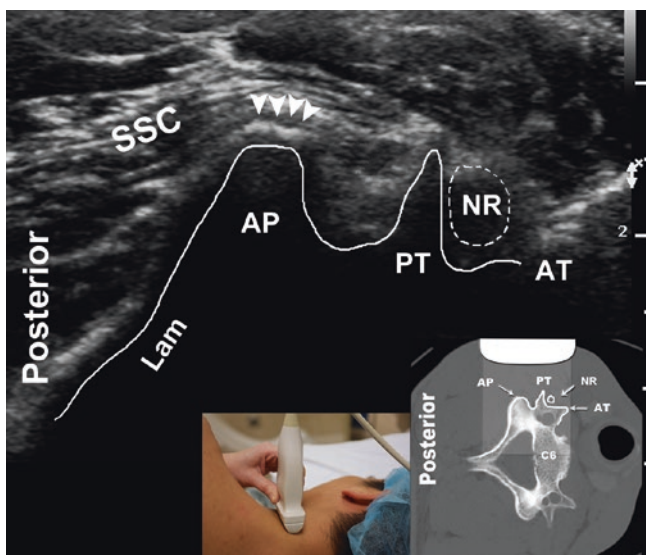 SSC
AP
NR
2
PT
AT
Lam
Posterior
PT
AP
NR
AT
C6
Posterior